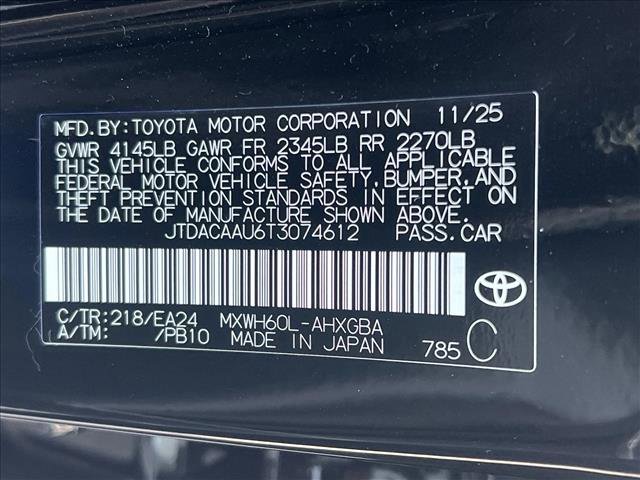 MFD.BY:TOYOTA MOTOR CORPORATION 11/25
GVWR 4145LB GAWR FR 2345LB RR 2270LB
THIS VEHICLE CONFORMS TO ALL APPLICABLE
FEDERAL MOTOR VEHICLE SAFETY,BUMPER,AND
THEFT PREVENTION STANDARDS IN EFFECT ON
THE DATE OF MANUFACTURE SHOWN ABOVE.
JTDACAAU6T3074612 PASS.CAR
C/TR:218/EA24 MXWH60L-AHXGBA
A/TM: /PB10 MADE IN JAPAN 785 C